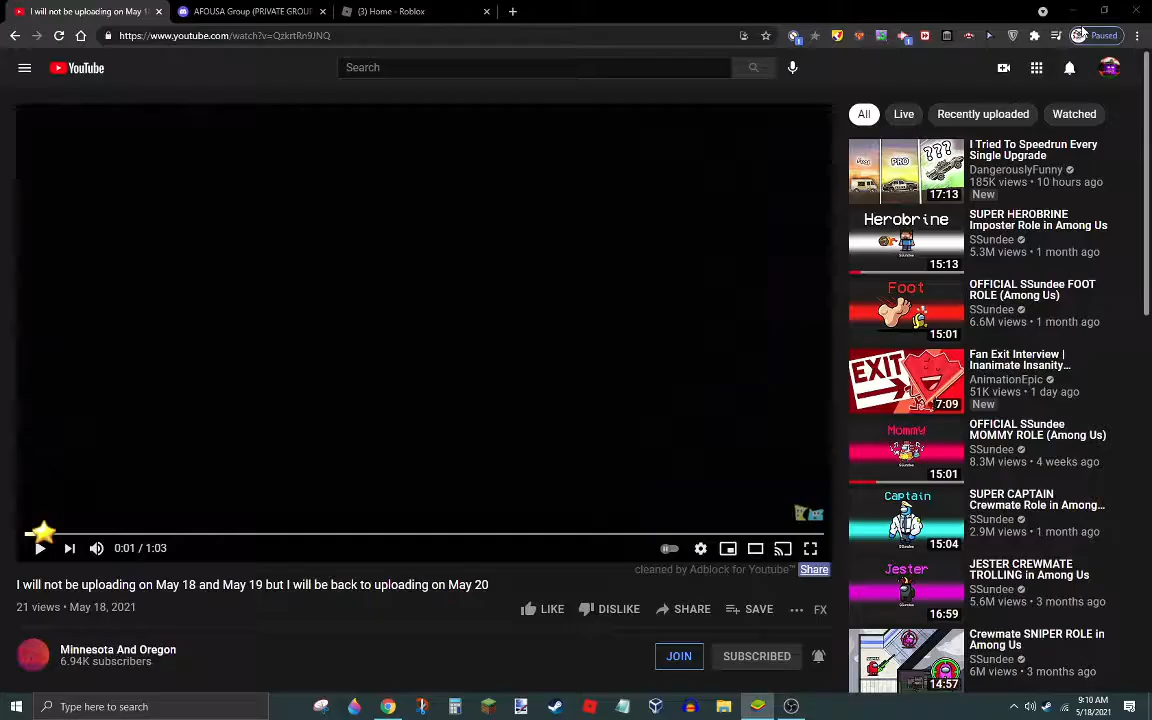 I will not be uploading on May 1
AFOUSA Group (PRIVATE GROUP
(3) Home - Roblox
https://www.youtube.com/watch?v=QzkrtRn9JNQ
Paused
YouTube
Search
All
Live
Recently uploaded
Watched
PRO
???
17:13
I Tried To Speedrun Every
Single Upgrade
DangerouslyFunny
185K views • 10 hours ago
New
Herobrine
SSundee
15:13
SUPER HEROBRINE
Imposter Role in Among Us
SSundee
5.3M views • 1 month ago
Foot
15:01
OFFICIAL SSundee FOOT
ROLE (Among Us)
SSundee
6.6M views • 1 month ago
EXIT
7:09
Fan Exit Interview |
Inanimate Insanity...
AnimationEpic
51K views • 1 day ago
New
Mommy
15:01
OFFICIAL SSundee
MOMMY ROLE (Among Us)
SSundee
8.3M views • 4 weeks ago
Captain
15:04
SUPER CAPTAIN
Crewmate Role in Among...
SSundee
2.9M views • 1 month ago
Jester
16:59
JESTER CREWMATE
TROLLING in Among Us
SSundee
5.6M views • 3 months ago
14:57
Crewmate SNIPER ROLE in
Among Us
SSundee
6M views • 3 months ago
0:01 / 1:03
cleaned by Adblock for Youtube™ Share
I will not be uploading on May 18 and May 19 but I will be back to uploading on May 20
21 views • May 18, 2021
LIKE
DISLIKE
SHARE
SAVE
FX
Minnesota And Oregon
6.94K subscribers
JOIN
SUBSCRIBED
Type here to search
9:10 AM
5/18/2021